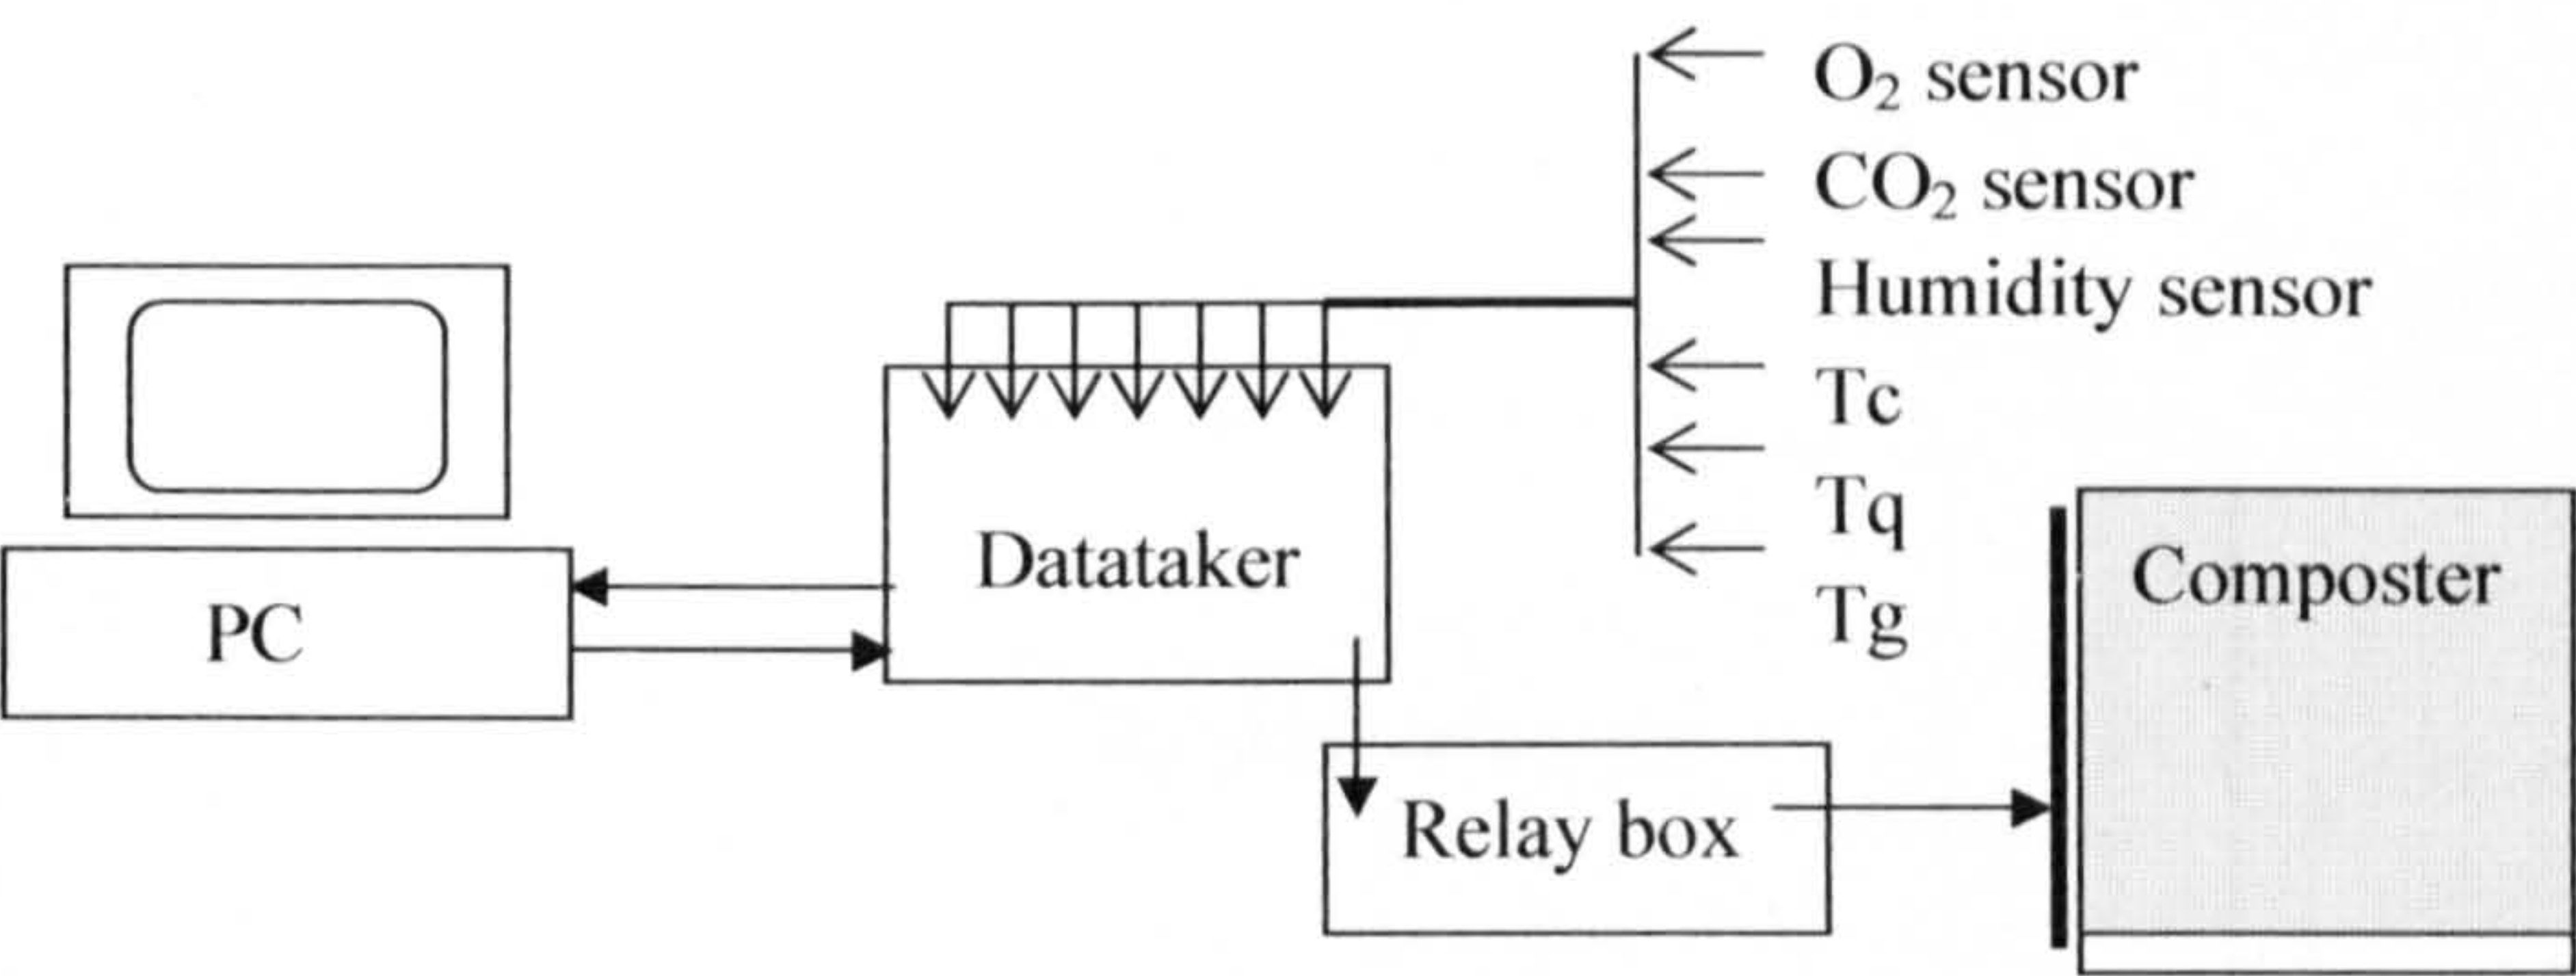 O₂ sensor
CO₂ sensor
Humidity sensor
Tc
Tq
Tg
Datataker
PC
Composter
Relay box